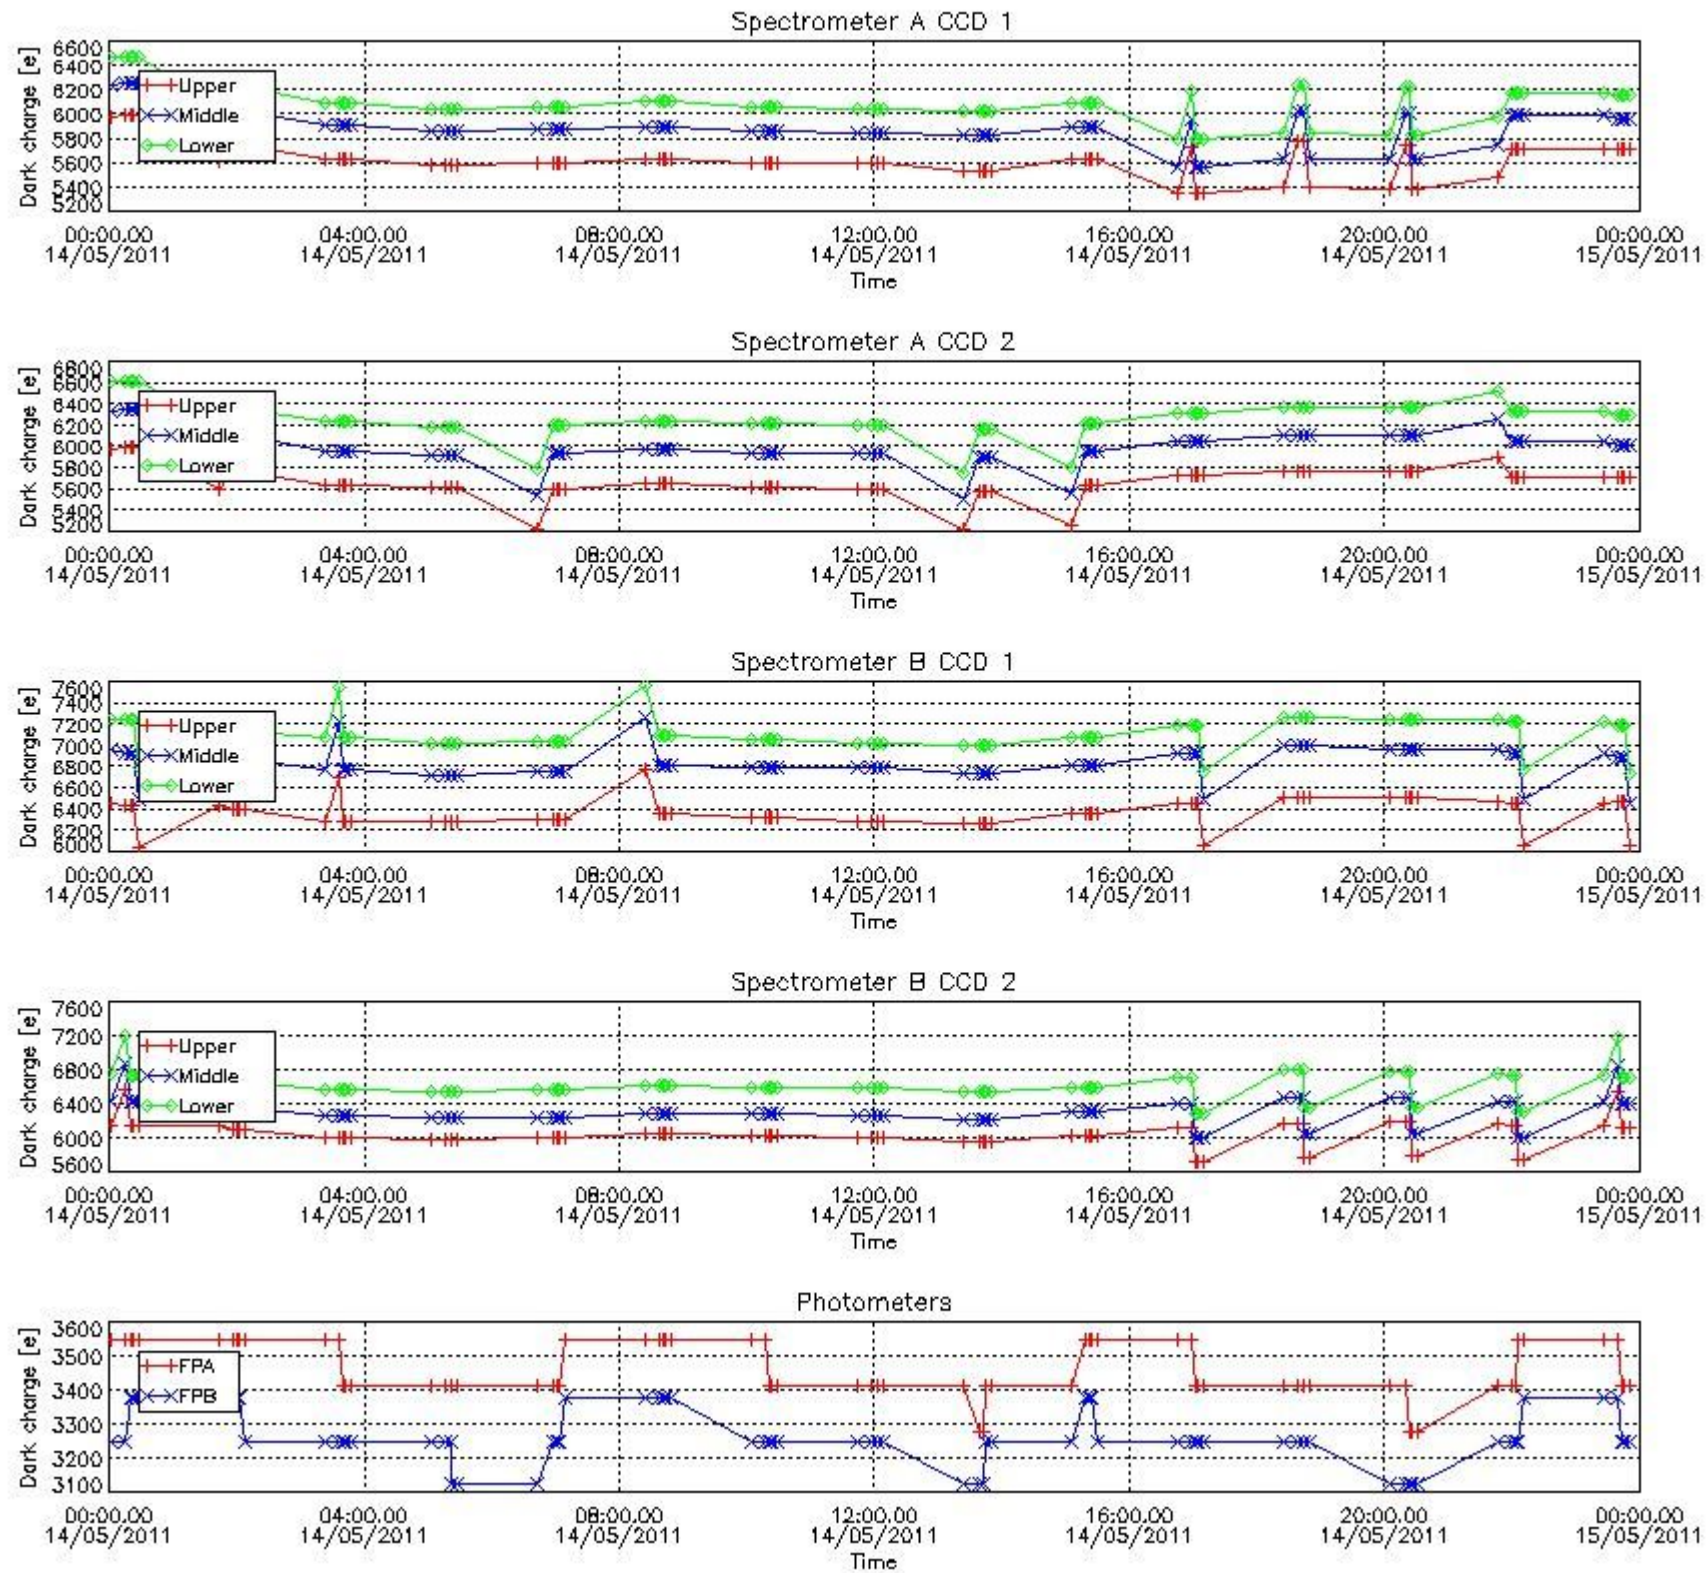 Spectrometer A CCD 1
Dark charge [e]
6600
6400
6200
6000
5800
5600
5400
5200
Upper
Middle
Lower
00:00.00 04:00.00 08:00.00 12:00.00 16:00.00 20:00.00 00:00.00
14/05/2011 14/05/2011 14/05/2011 14/05/2011 14/05/2011 14/05/2011 15/05/2011
Time
Spectrometer A CCD 2
Dark charge [e]
6800
6600
6400
6200
6000
5800
5600
5400
5200
Upper
Middle
Lower
00:00.00 04:00.00 08:00.00 12:00.00 16:00.00 20:00.00 00:00.00
14/05/2011 14/05/2011 14/05/2011 14/05/2011 14/05/2011 14/05/2011 15/05/2011
Time
Spectrometer B CCD 1
Dark charge [e]
7600
7400
7200
7000
6800
6600
6400
6200
6000
Upper
Middle
Lower
00:00.00 04:00.00 08:00.00 12:00.00 16:00.00 20:00.00 00:00.00
14/05/2011 14/05/2011 14/05/2011 14/05/2011 14/05/2011 14/05/2011 15/05/2011
Time
Spectrometer B CCD 2
Dark charge [e]
7600
7200
6800
6400
6000
5600
Upper
Middle
Lower
00:00.00 04:00.00 08:00.00 12:00.00 16:00.00 20:00.00 00:00.00
14/05/2011 14/05/2011 14/05/2011 14/05/2011 14/05/2011 14/05/2011 15/05/2011
Time
Photometers
Dark charge [e]
3600
3500
3400
3300
3200
3100
FPA
FPB
00:00.00 04:00.00 08:00.00 12:00.00 16:00.00 20:00.00 00:00.00
14/05/2011 14/05/2011 14/05/2011 14/05/2011 14/05/2011 14/05/2011 15/05/2011
Time